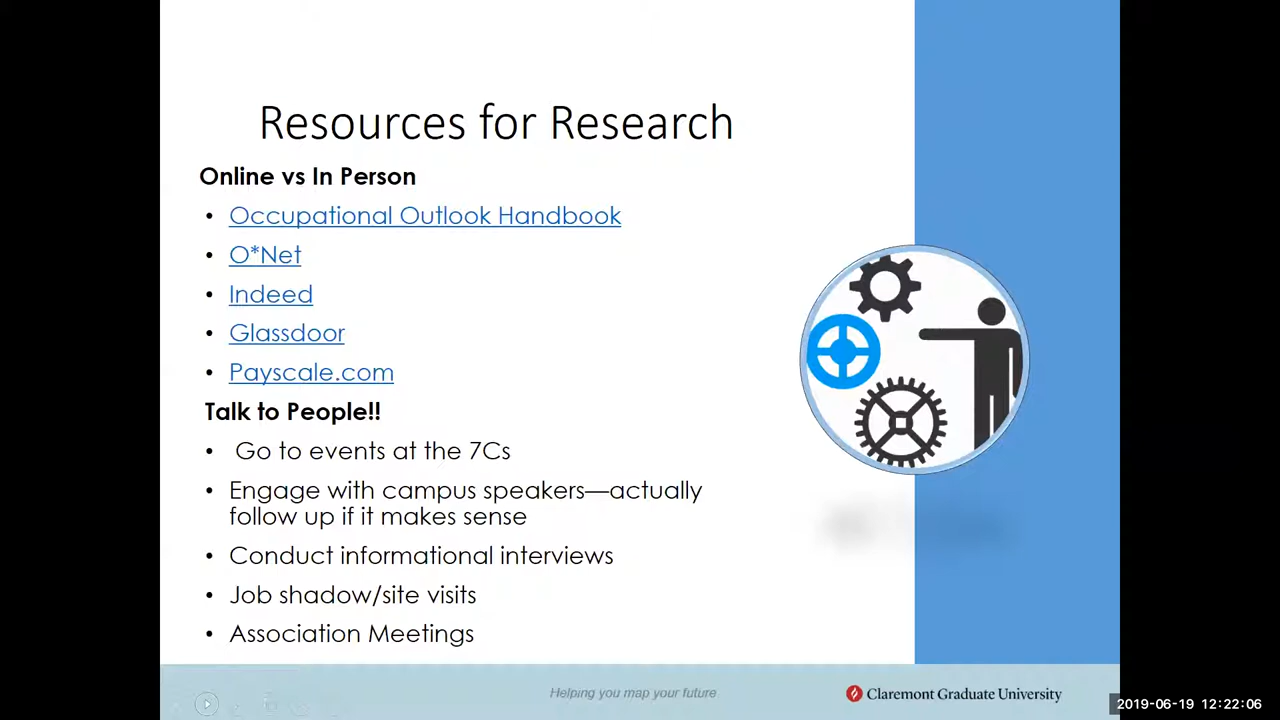 Resources for Research
Online vs In Person
• Occupational Outlook Handbook
• O*Net
• Indeed
• Glassdoor
• Payscale.com
Talk to People!!
• Go to events at the 7Cs
• Engage with campus speakers—actually
follow up if it makes sense
• Conduct informational interviews
• Job shadow/site visits
• Association Meetings
Helping you map your future
Claremont Graduate University
2019-06-19 12:22:06